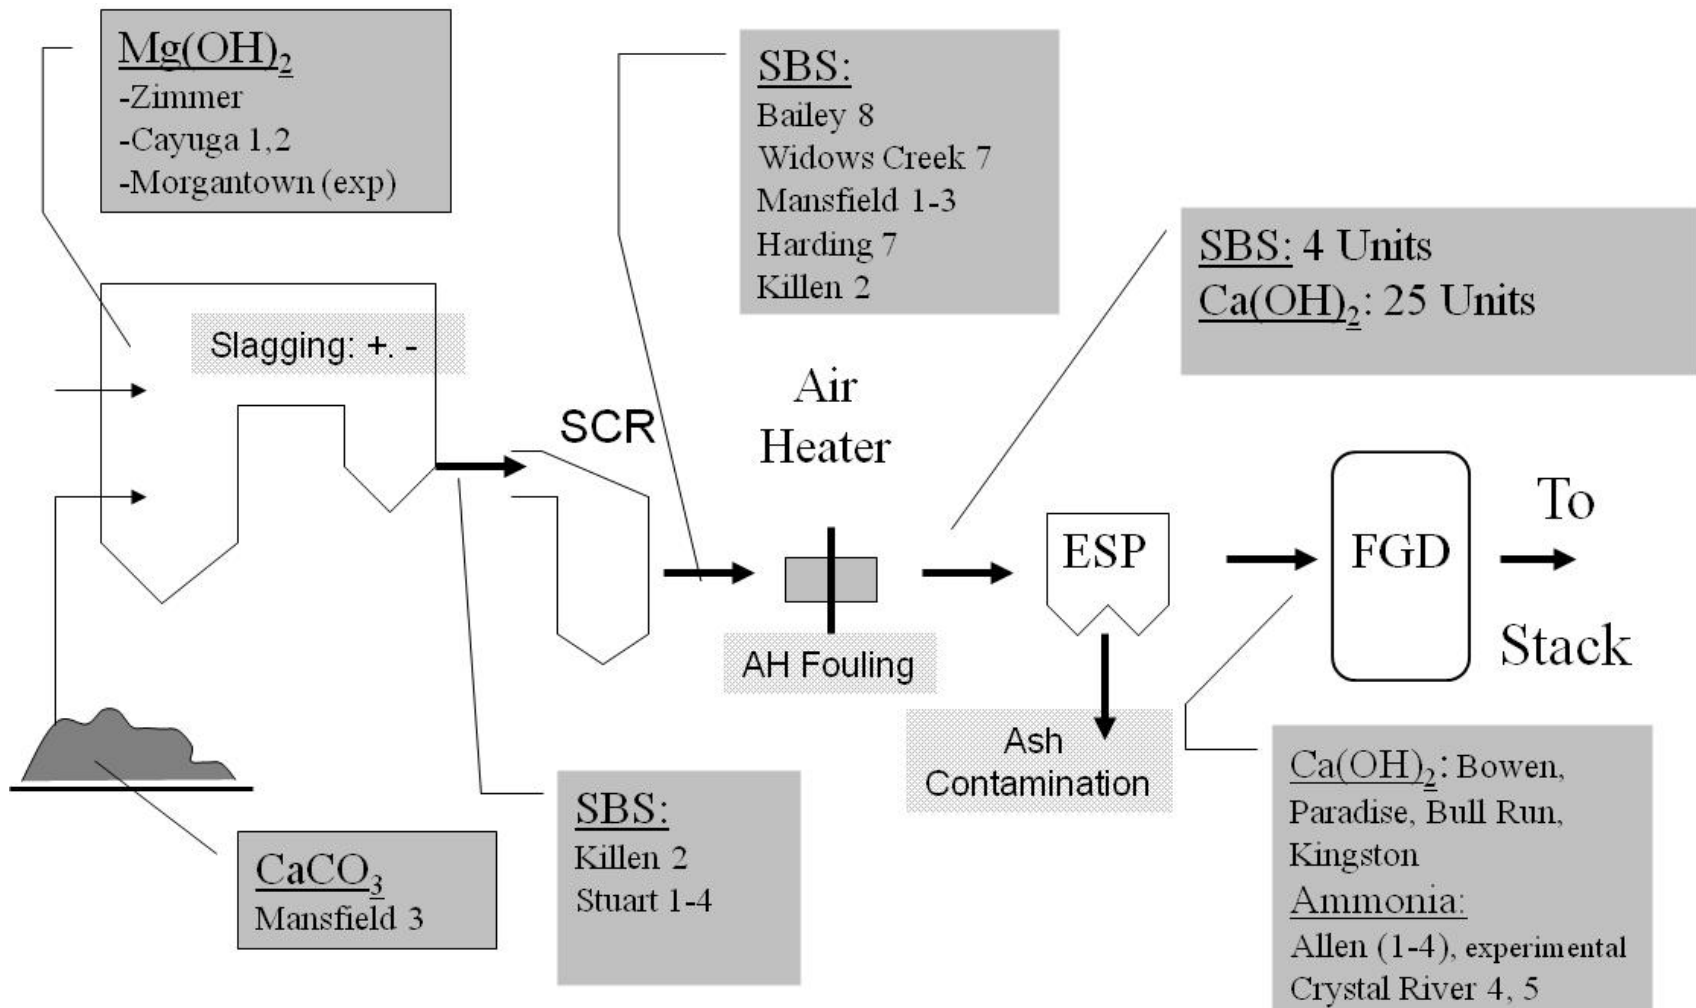 Mg(OH)₂
-Zimmer
-Cayuga 1,2
-Morgantown (exp)
SBS:
Bailey 8
Widows Creek 7
Mansfield 1-3
Harding 7
Killen 2
SBS: 4 Units
Ca(OH)₂: 25 Units
Slagging: +. -
SCR
Air
Heater
ESP
FGD
To
Stack
AH Fouling
Ash
Contamination
CaCO₃
Mansfield 3
SBS:
Killen 2
Stuart 1-4
Ca(OH)₂: Bowen,
Paradise, Bull Run,
Kingston
Ammonia:
Allen (1-4), experimental
Crystal River 4, 5